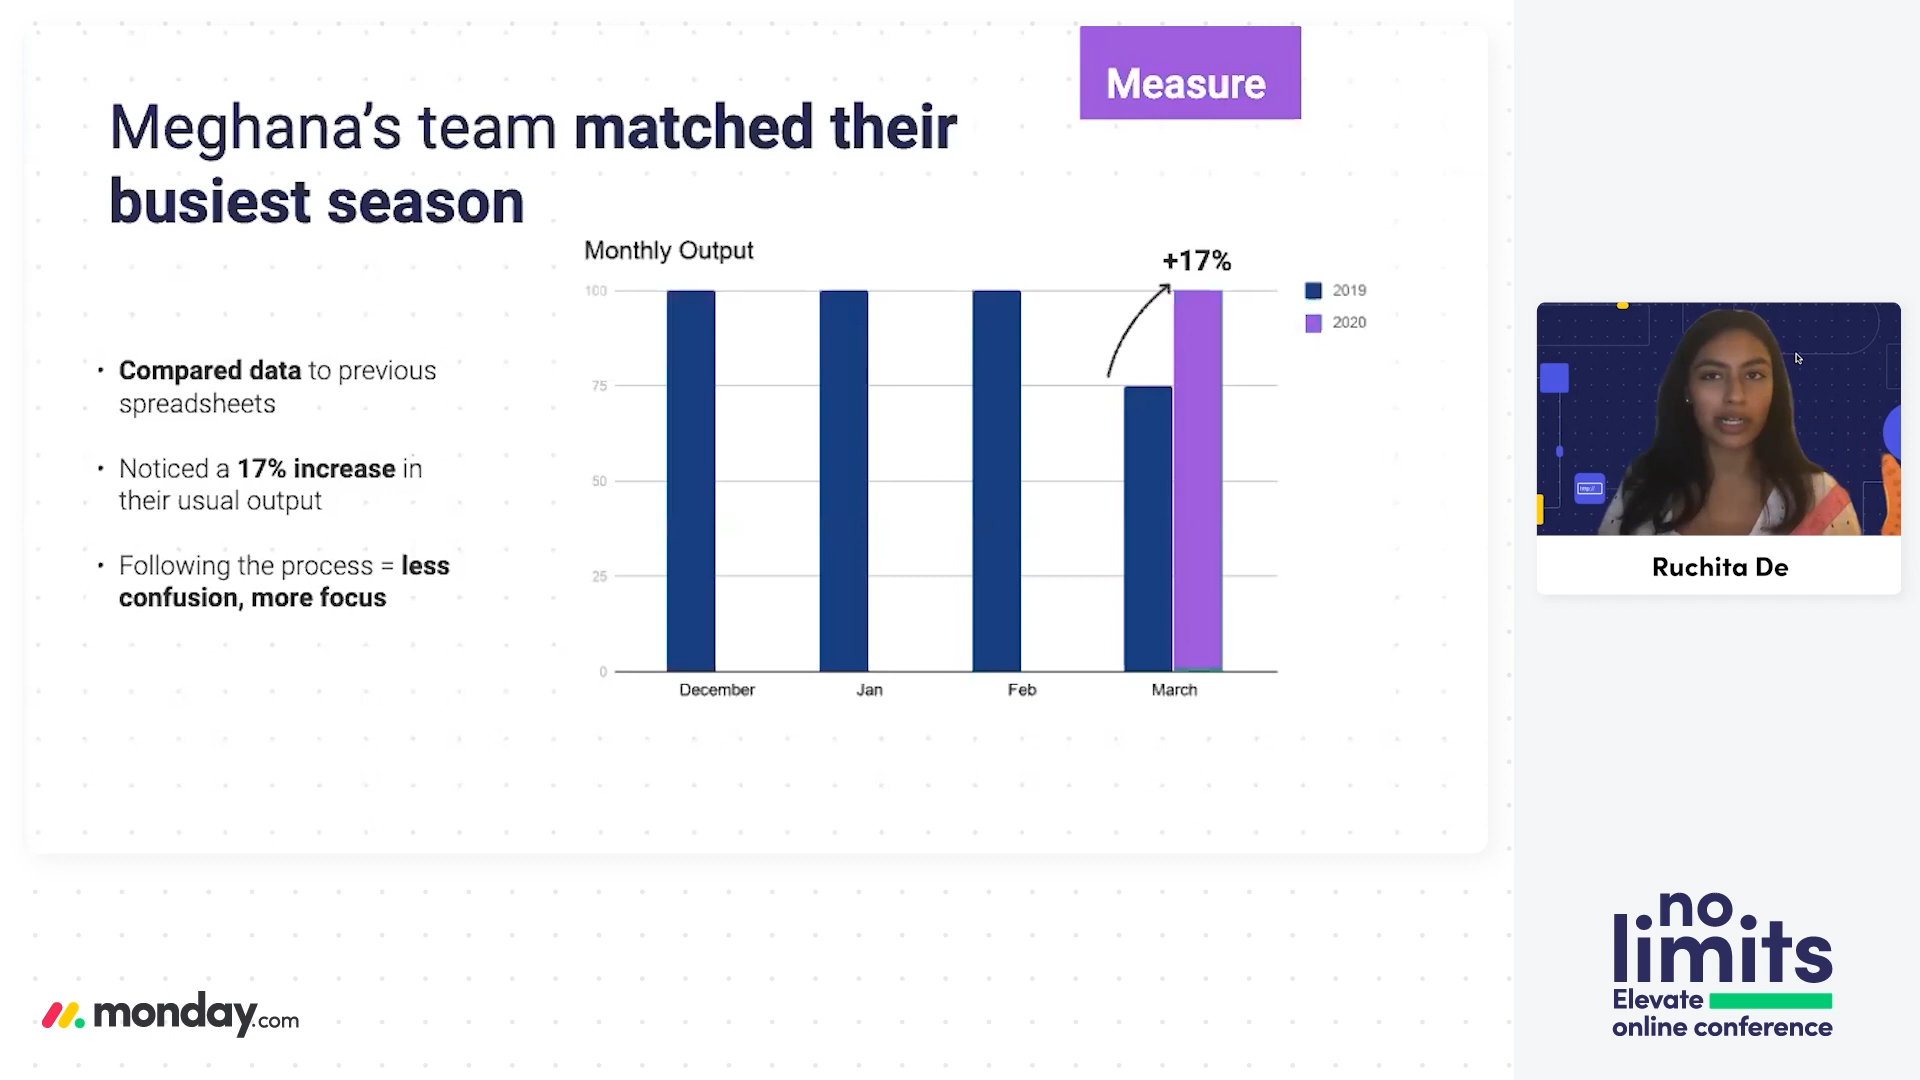 Measure
Meghana’s team matched their
busiest season
• Compared data to previous
spreadsheets
• Noticed a 17% increase in
their usual output
• Following the process = less
confusion, more focus
Monthly Output
+17%
100
75
50
25
0
December
Jan
Feb
March
2019
2020
http://
Ruchita De
monday.com
no
limits
Elevate
online conference